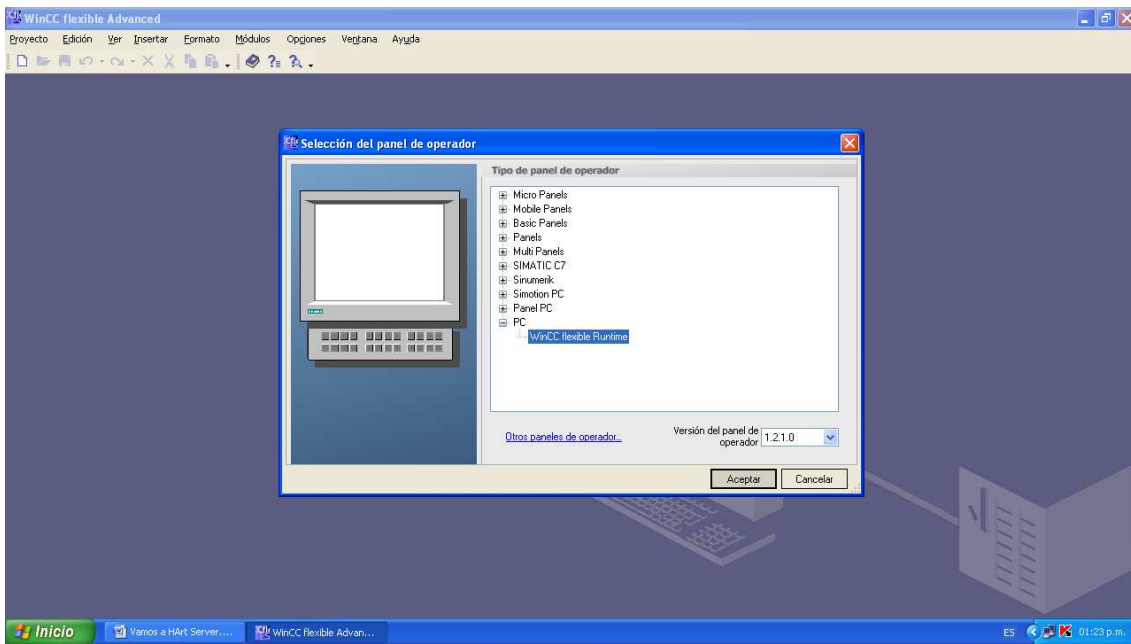 WinCC flexible Advanced
Proyecto Edición Ver Insertar Formato Módulos Opciones Ventana Ayuda
Selección del panel de operador
Tipo de panel de operador
Micro Panels
Mobile Panels
Basic Panels
Panels
Multi Panels
SIMATIC C7
Sinumerik
Simotion PC
Panel PC
PC
WinCC flexible Runtime
Otros paneles de operador...
Versión del panel de operador 1.2.1.0
Aceptar Cancelar
Inicio Vamos a HArt Server.... WinCC flexible Advan... ES 01:23 p.m.